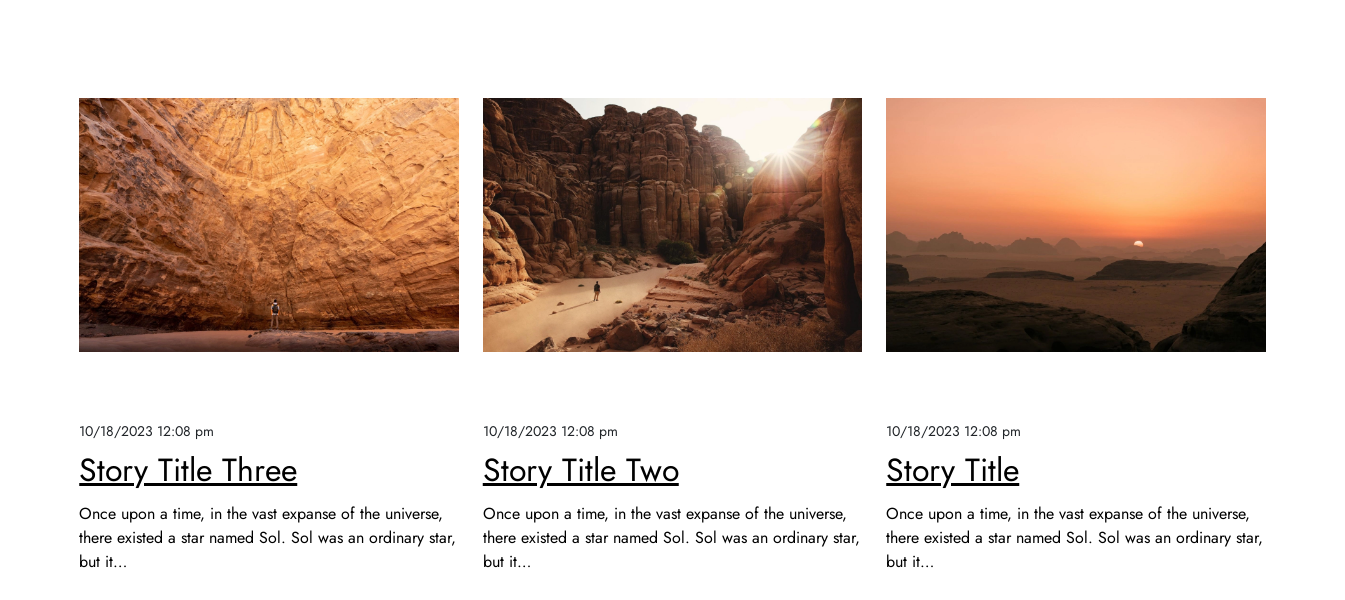 10/18/2023 12:08 pm
Story Title Three
Once upon a time, in the vast expanse of the universe,
there existed a star named Sol. Sol was an ordinary star,
but it...
10/18/2023 12:08 pm
Story Title Two
Once upon a time, in the vast expanse of the universe,
there existed a star named Sol. Sol was an ordinary star,
but it...
10/18/2023 12:08 pm
Story Title
Once upon a time, in the vast expanse of the universe,
there existed a star named Sol. Sol was an ordinary star,
but it...